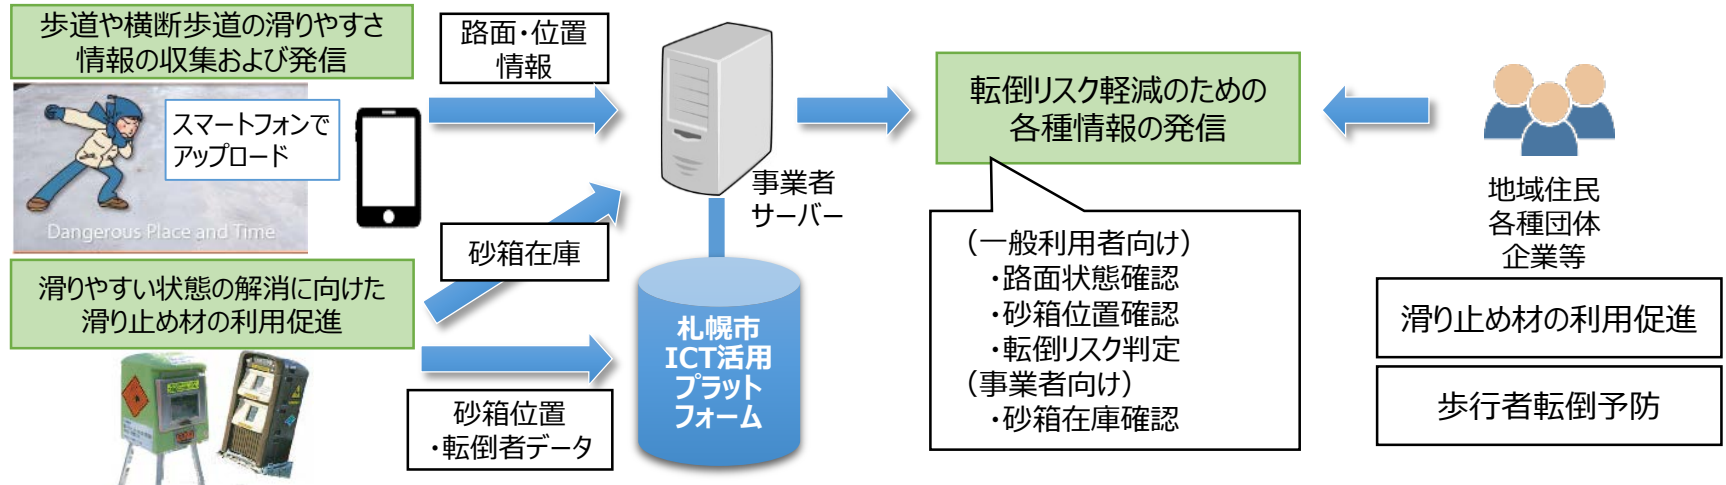 歩道や横断歩道の滑りやすさ
情報の収集および発信
スマートフォンで
アップロード
Dangerous Place and Time
滑りやすい状態の解消に向けた
滑り止め材の利用促進
路面・位置
情報
砂箱在庫
砂箱位置
・転倒者データ
事業者
サーバー
札幌市
ICT活用
プラット
フォーム
転倒リスク軽減のための
各種情報の発信
（一般利用者向け）
・路面状態確認
・砂箱位置確認
・転倒リスク判定
（事業者向け）
・砂箱在庫確認
地域住民
各種団体
企業等
滑り止め材の利用促進
歩行者転倒予防